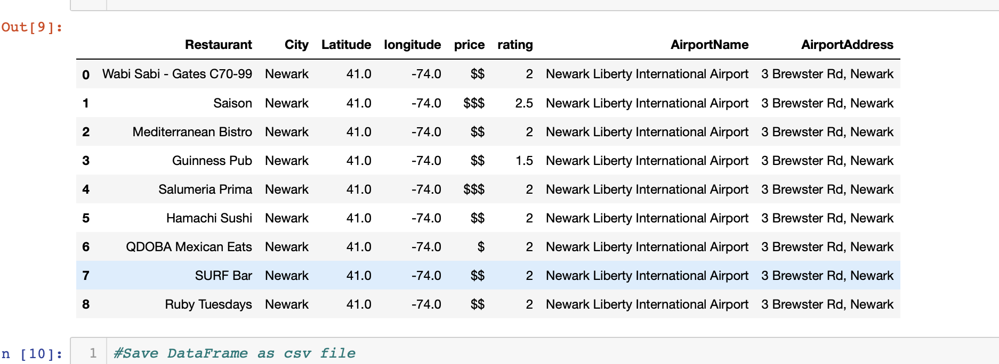 Out[9]:
Restaurant City Latitude longitude price rating AirportName AirportAddress
0 Wabi Sabi - Gates C70-99 Newark 41.0 -74.0 $$ 2 Newark Liberty International Airport 3 Brewster Rd, Newark
1 Saison Newark 41.0 -74.0 $$$ 2.5 Newark Liberty International Airport 3 Brewster Rd, Newark
2 Mediterranean Bistro Newark 41.0 -74.0 $$ 2 Newark Liberty International Airport 3 Brewster Rd, Newark
3 Guinness Pub Newark 41.0 -74.0 $$ 1.5 Newark Liberty International Airport 3 Brewster Rd, Newark
4 Salumeria Prima Newark 41.0 -74.0 $$$ 2 Newark Liberty International Airport 3 Brewster Rd, Newark
5 Hamachi Sushi Newark 41.0 -74.0 $$ 2 Newark Liberty International Airport 3 Brewster Rd, Newark
6 QDOBA Mexican Eats Newark 41.0 -74.0 $ 2 Newark Liberty International Airport 3 Brewster Rd, Newark
7 SURF Bar Newark 41.0 -74.0 $$ 2 Newark Liberty International Airport 3 Brewster Rd, Newark
8 Ruby Tuesdays Newark 41.0 -74.0 $$ 2 Newark Liberty International Airport 3 Brewster Rd, Newark
n [10]: 1 #Save DataFrame as csv file